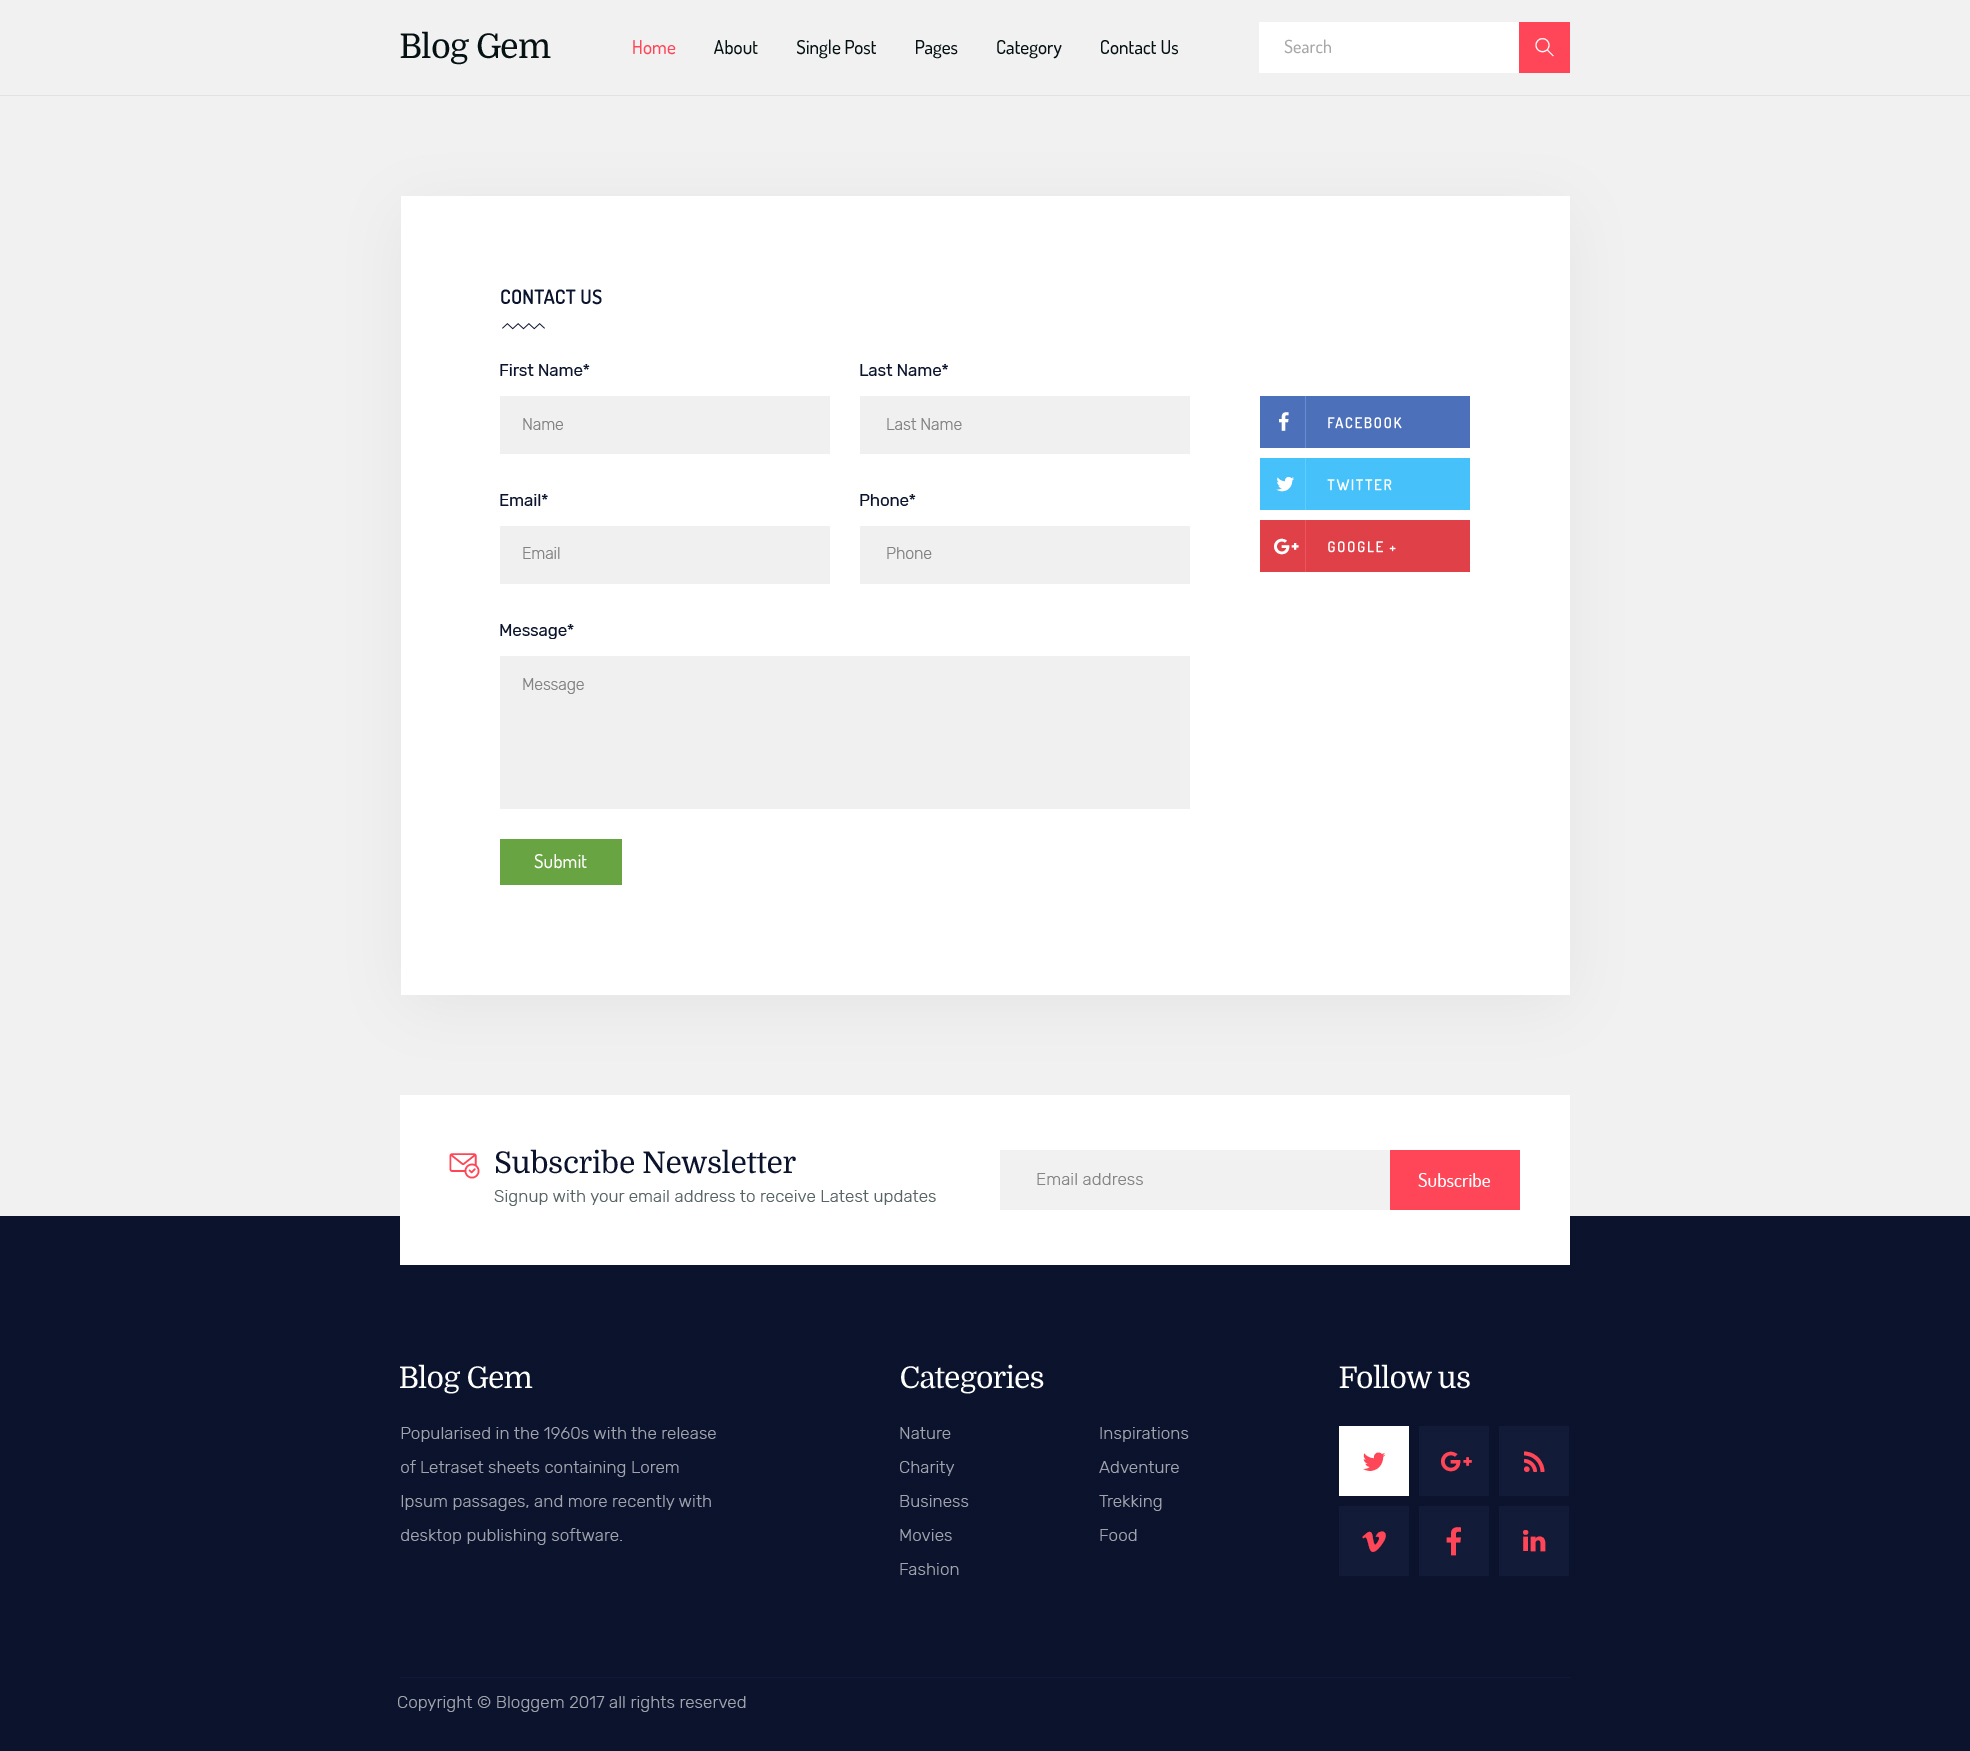 Blog Gem
Home About Single Post Pages Category Contact Us
Search
CONTACT US
First Name* Last Name*
Name Last Name
FACEBOOK
TWITTER
GOOGLE +
Email* Phone*
Email Phone
Message*
Message
Submit
Subscribe Newsletter
Signup with your email address to receive Latest updates
Email address Subscribe
Blog Gem
Popularised in the 1960s with the release
of Letraset sheets containing Lorem
Ipsum passages, and more recently with
desktop publishing software.
Categories
Nature
Charity
Business
Movies
Fashion
Inspirations
Adventure
Trekking
Food
Follow us
Copyright © Bloggem 2017 all rights reserved